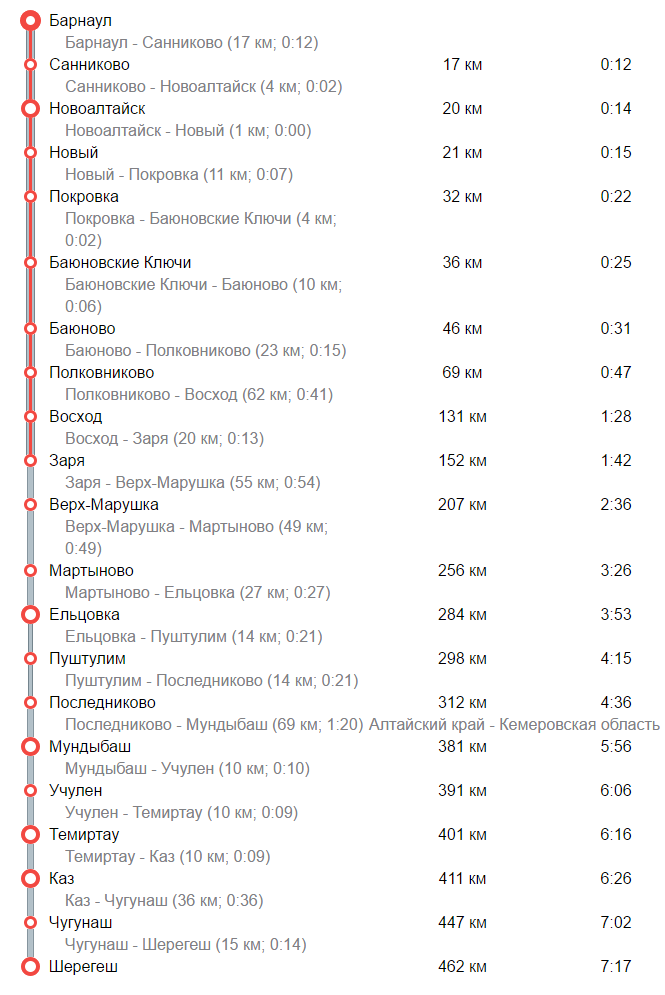 Барнаул
Барнаул - Санниково (17 км; 0:12)
Санниково 17 км 0:12
Санниково - Новоалтайск (4 км; 0:02)
Новоалтайск 20 км 0:14
Новоалтайск - Новый (1 км; 0:00)
Новый 21 км 0:15
Новый - Покровка (11 км; 0:07)
Покровка 32 км 0:22
Покровка - Баюновские Ключи (4 км;
0:02)
Баюновские Ключи 36 км 0:25
Баюновские Ключи - Баюново (10 км;
0:06)
Баюново 46 км 0:31
Баюново - Полковниково (23 км; 0:15)
Полковниково 69 км 0:47
Полковниково - Восход (62 км; 0:41)
Восход 131 км 1:28
Восход - Заря (20 км; 0:13)
Заря 152 км 1:42
Заря - Верх-Марушка (55 км; 0:54)
Верх-Марушка 207 км 2:36
Верх-Марушка - Мартыново (49 км;
0:49)
Мартыново 256 км 3:26
Мартыново - Ельцовка (27 км; 0:27)
Ельцовка 284 км 3:53
Ельцовка - Пуштулим (14 км; 0:21)
Пуштулим 298 км 4:15
Пуштулим - Последниково (14 км; 0:21)
Последниково 312 км 4:36
Последниково - Мундыбаш (69 км; 1:20) Алтайский край - Кемеровская область
Мундыбаш 381 км 5:56
Мундыбаш - Учулен (10 км; 0:10)
Учулен 391 км 6:06
Учулен - Темиртау (10 км; 0:09)
Темиртау 401 км 6:16
Темиртау - Каз (10 км; 0:09)
Каз 411 км 6:26
Каз - Чугунаш (36 км; 0:36)
Чугунаш 447 км 7:02
Чугунаш - Шерегеш (15 км; 0:14)
Шерегеш 462 км 7:17